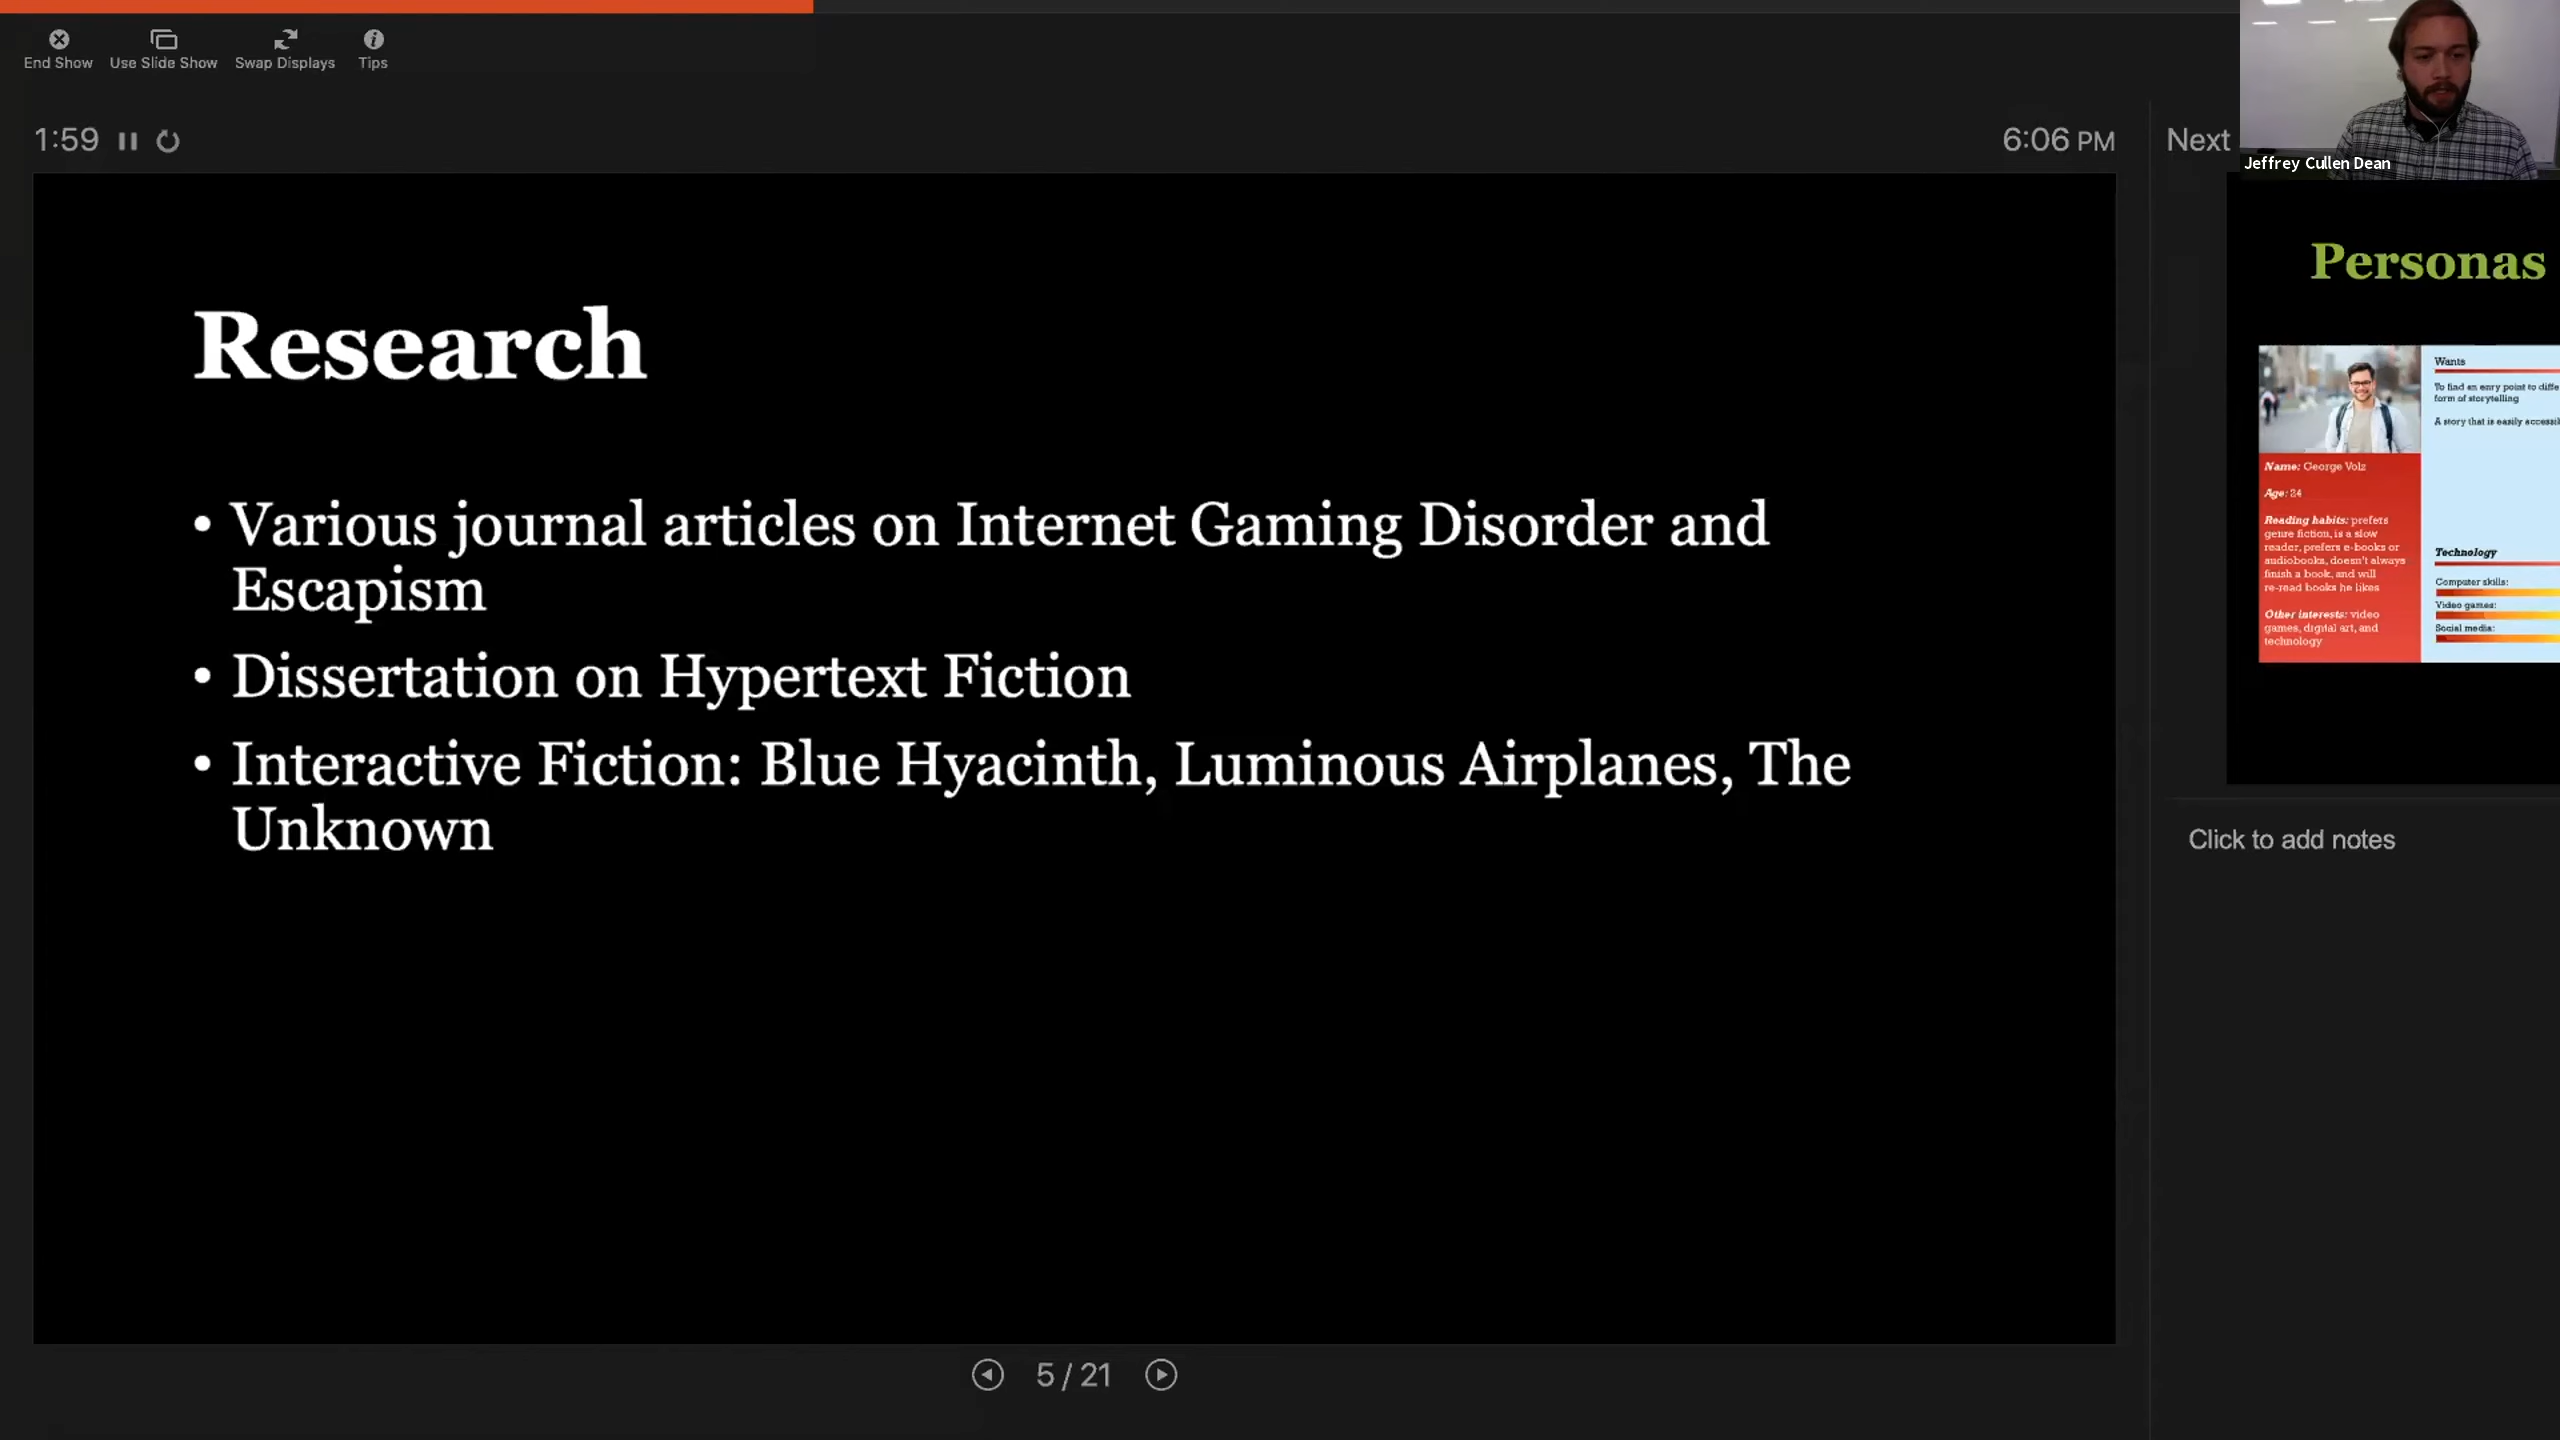 End Show Use Slide Show Swap Displays Tips
1:59
6:06 PM
Next
Jeffrey Cullen Dean
Research
• Various journal articles on Internet Gaming Disorder and
Escapism
• Dissertation on Hypertext Fiction
• Interactive Fiction: Blue Hyacinth, Luminous Airplanes, The
Unknown
5 / 21
Personas
Name: George Volz
Age: 24
Reading habits: prefers
genre fiction, is a slow
reader, prefers e-books or
audiobooks, doesn't always
finish a book, and will
re-read books he likes
Other interests: video
games, digital art, and
technology
Wants
To find an enry point to diffe
form of storytelling
A story that is easily accessi
Technology
Computer skills:
Video games:
Social media:
Click to add notes